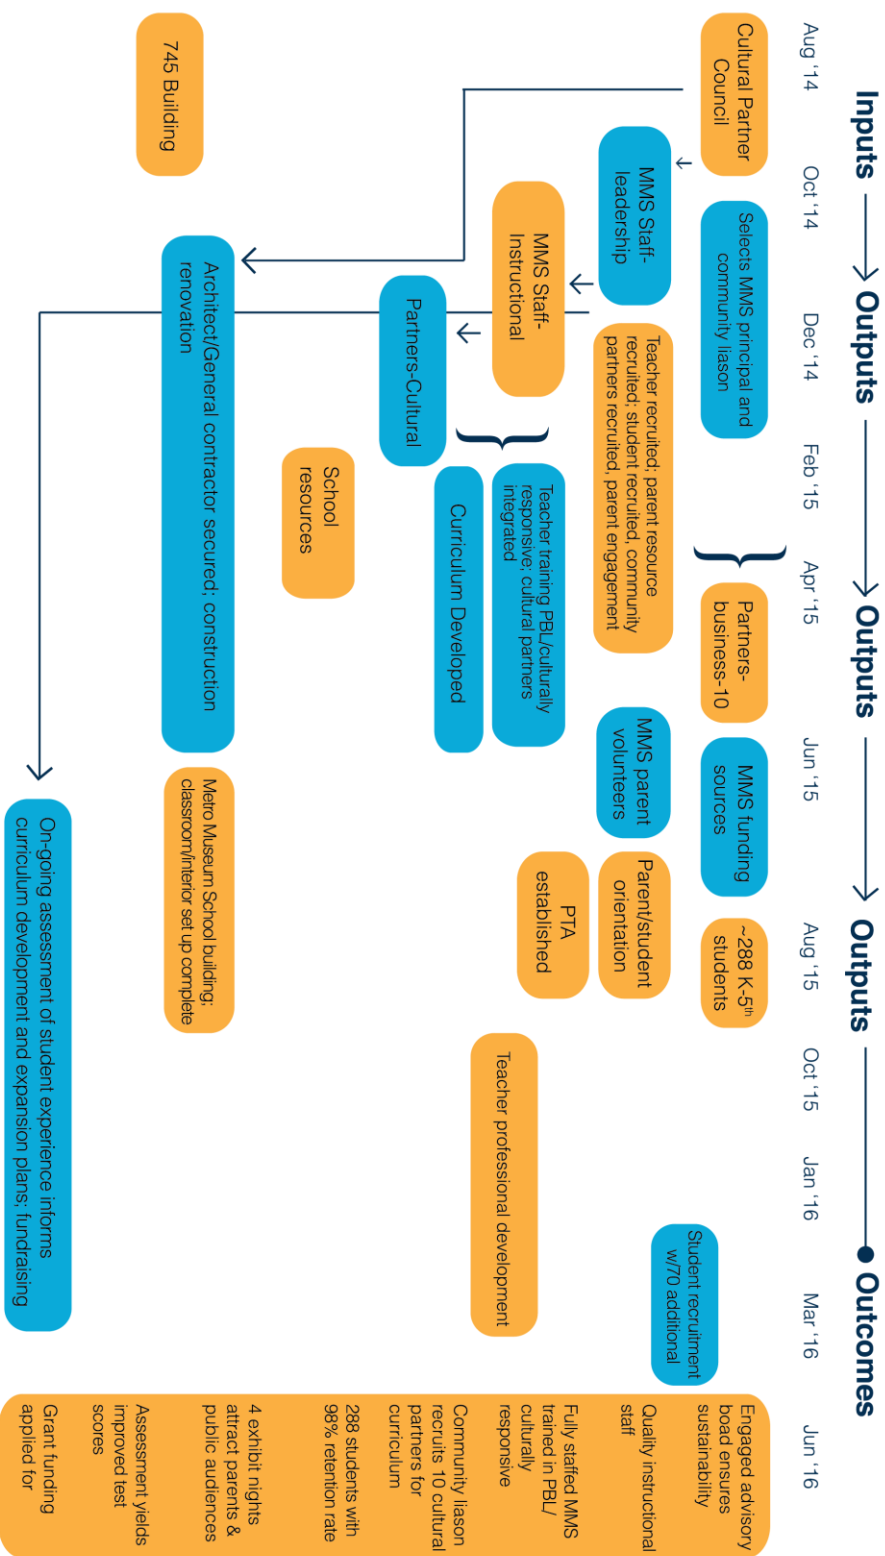 Inputs
Outputs
Outputs
Outputs
Outcomes
Aug ‘14
Oct ‘14
Dec ‘14
Feb ‘15
Apr ‘15
Jun ‘15
Aug ‘15
Oct ‘15
Jan ‘16
Mar ‘16
Jun ‘16
Cultural Partner
Council
Selects MMS principal and
community liason
}
Partners-
business-10
MMS funding
sources
~288 K-5th
students
MMS Staff-
leadership
Teacher recruited; parent resource
recruited; student recruited, community
partners recruited, parent engagement
MMS parent
volunteers
Parent/student
orientation
Student recruitment
w/70 additional
MMS Staff-
Instructional
}
Teacher training PBL/culturally
responsive; cultural partners
integrated
PTA
established
Teacher professional development
Partners-Cultural
Curriculum Developed
School
resources
745 Building
Architect/General contractor secured; construction
renovation
Metro Museum School building;
classroom/interior set up complete
On-going assessment of student experience informs
curriculum development and expansion plans; fundraising
Engaged advisory
broad ensures
sustainability
Quality instructional
staff
Fully staffed MMS
trained in PBL/
culturally
responsive
Community liason
recruits 10 cultural
partners for
curriculum
288 students with
98% retention rate
4 exhibit nights
attract parents &
public audiences
Assessment yields
improved test
scores
Grant funding
applied for